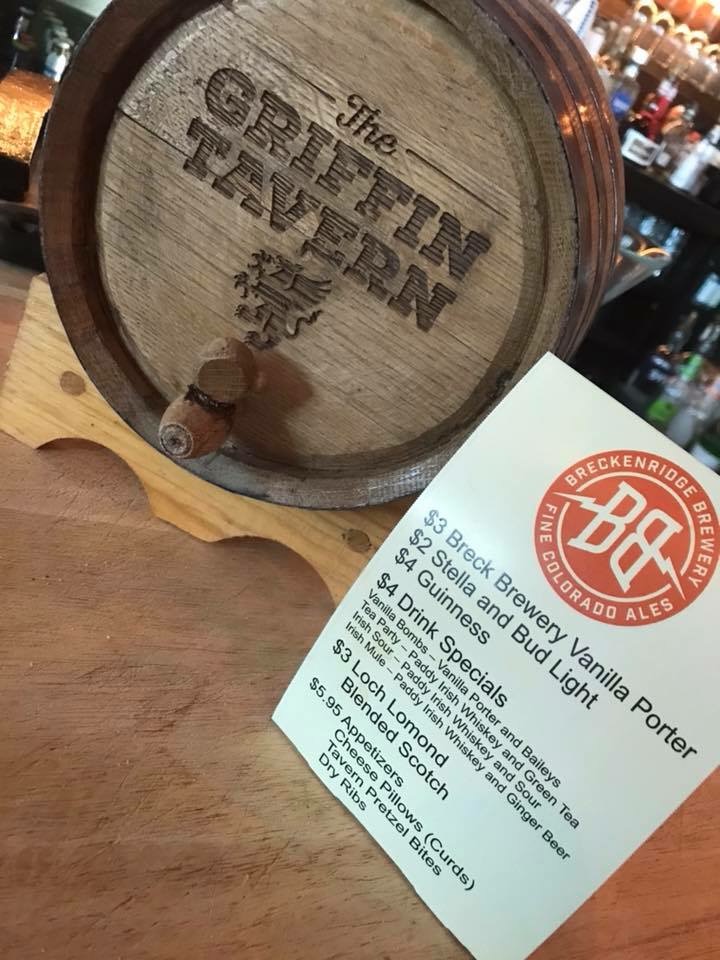 The
GRIFFIN
TAVERN
BRECKENRIDGE BREWERY
BB
FINE COLORADO ALES
$3 Breck Brewery Vanilla Porter
$2 Stella and Bud Light
$4 Guinness
$4 Drink Specials
Vanilla Bombs – Vanilla Porter and Baileys
Tea Party – Paddy Irish Whiskey and Green Tea
Irish Sour – Paddy Irish Whiskey and Sour
Irish Mule – Paddy Irish Whiskey and Ginger Beer
$3 Loch Lomond
Blended Scotch
$5.95 Appetizers
Cheese Pillows (Curds)
Tavern Pretzel Bites
Dry Ribs